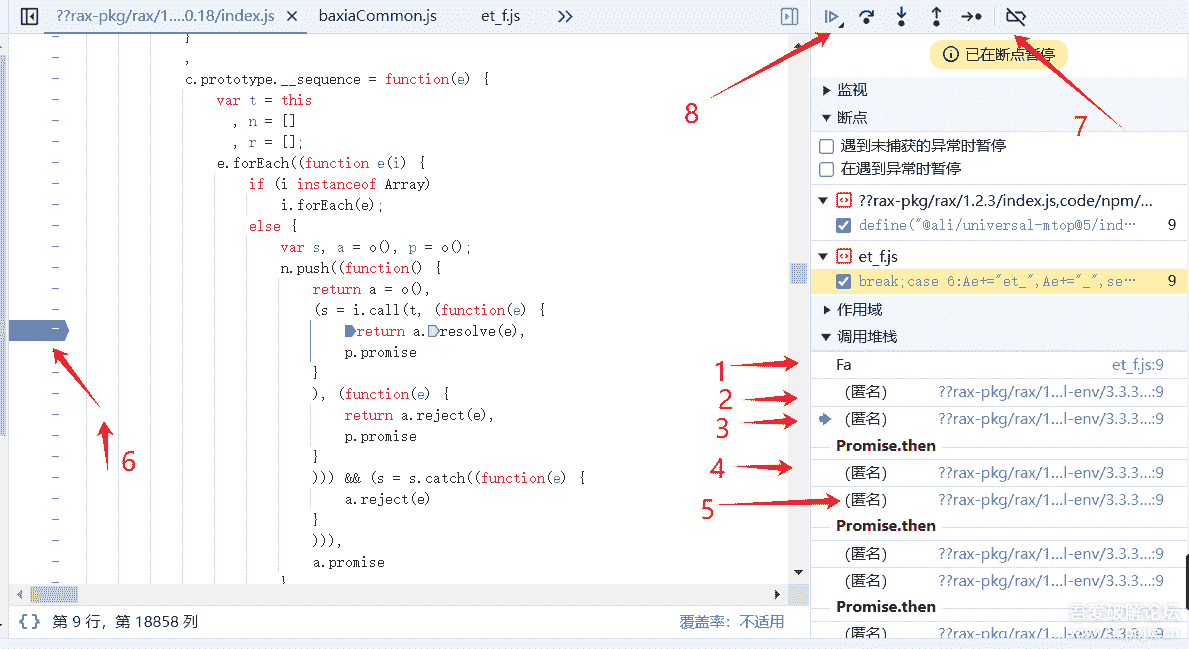 ??rax-pkg/rax/1....0.18/index.js × baxiaCommon.js et_f.js
}
,
c.prototype.__sequence = function(e) {
var t = this
, n = []
, r = [];
e.forEach((function e(i) {
if (i instanceof Array)
i.forEach(e);
else {
var s, a = o(), p = o();
n.push((function() {
return a = o(),
(s = i.call(t, (function(e) {
return a.resolve(e),
p.promise
}
), (function(e) {
return a.reject(e),
p.promise
}
))) && (s = s.catch((function(e) {
a.reject(e)
}
))),
a.promise
}
{} 第 9 行，第 18858 列
覆盖率：不适用
已在断点暂停
监视
断点
遇到未捕获的异常时暂停
在遇到异常时暂停
??rax-pkg/rax/1.2.3/index.js,code/npm/...
define("@ali/universal-mtop@5/ind… 9
et_f.js
break;case 6:Ae+="et_",Ae+="_",se… 9
作用域
调用堆栈
Fa et_f.js:9
(匿名) ??rax-pkg/rax/1...l-env/3.3.3...:9
(匿名) ??rax-pkg/rax/1...l-env/3.3.3...:9
Promise.then
(匿名) ??rax-pkg/rax/1...l-env/3.3.3...:9
(匿名) ??rax-pkg/rax/1...l-env/3.3.3...:9
Promise.then
(匿名) ??rax-pkg/rax/1...l-env/3.3.3...:9
(匿名) ??rax-pkg/rax/1...l-env/3.3.3...:9
Promise.then
(匿名) ??rax-pkg/rax/1...l-env/3.3.3...:9
吾爱破解论坛
www.52pojie.cn
1
2
3
4
5
6
7
8